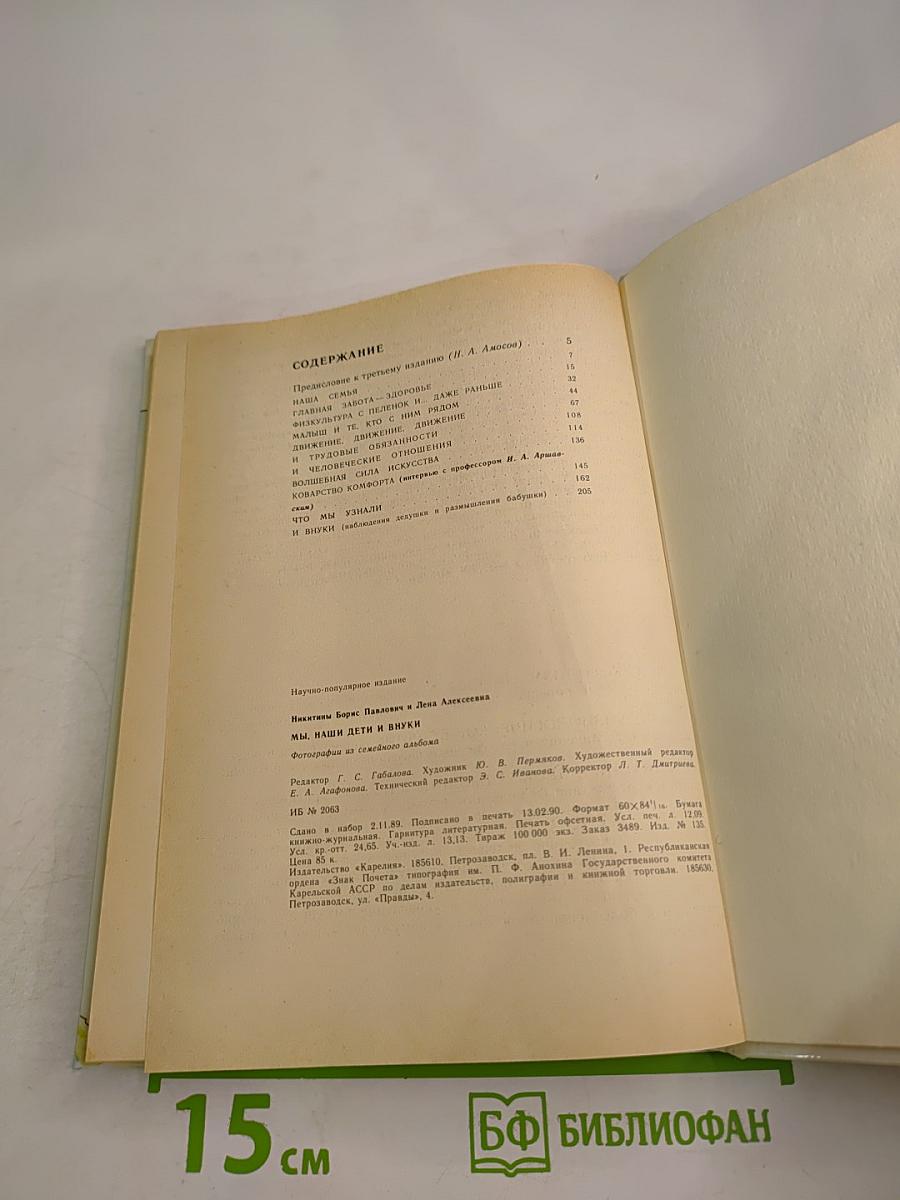 СОДЕРЖАНИЕ
Предисловие к третьему изданию (Н. А. Амосов) . . . 5
НАША СЕМЬЯ . . . 7
ГЛАВНАЯ ЗАБОТА — ЗДОРОВЬЕ . . . 15
ФИЗКУЛЬТУРА С ПЕЛЕНОК И... ДАЖЕ РАНЬШЕ . . . 32
МАЛЫШ И ТЕ, КТО С НИМ РЯДОМ . . . 44
ДВИЖЕНИЕ, ДВИЖЕНИЕ, ДВИЖЕНИЕ . . . 67
И ТРУДОВЫЕ ОБЯЗАННОСТИ . . . 108
И ЧЕЛОВЕЧЕСКИЕ ОТНОШЕНИЯ . . . 114
ВОЛШЕБНАЯ СИЛА ИСКУССТВА . . . 136
КОВАРСТВО КОМФОРТА (интервью с профессором И. А. Аршав-
ским) . . . 145
ЧТО МЫ УЗНАЛИ . . . 162
И ВНУКИ (наблюдения дедушки и размышления бабушки) . . . 205
Научно-популярное издание
Никитины Борис Павлович и Лена Алексеевна
МЫ, НАШИ ДЕТИ И ВНУКИ
Фотографии из семейного альбома
Редактор Г. С. Габалова. Художник Ю. В. Пермяков. Художественный редактор
Е. А. Агафонова. Технический редактор Э. С. Иванова. Корректор Л. Т. Дмитриева.
ИБ № 2063
Сдано в набор 2.11.89. Подписано в печать 13.02.90. Формат 60×84¹/₁₆. Бумага
книжно-журнальная. Гарнитура литературная. Печать офсетная. Усл. печ. л. 12,09.
Усл. кр.-отт. 24,65. Уч.-изд. л. 13,13. Тираж 100 000 экз. Заказ 3489. Изд. № 135.
Цена 85 к.
Издательство «Карелия». 185610, Петрозаводск, пл. В. И. Ленина, 1. Республиканская
ордена «Знак Почета» типография им. П. Ф. Анохина Государственного комитета
Карельской АССР по делам издательств, полиграфии и книжной торговли. 185630,
Петрозаводск, ул. «Правды», 4.
15 см
БФ БИБЛИОФАН